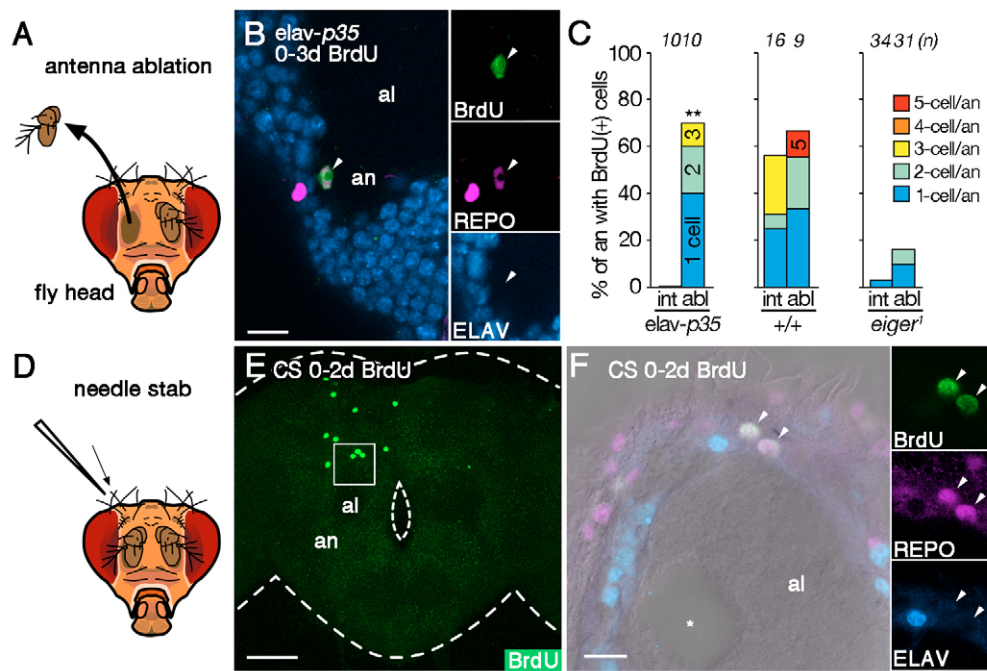 A
antenna ablation
fly head
B
elav-p35
0-3d BrdU
al
an
BrdU
REPO
ELAV
C
1010
16 9
3431 (n)
% of an with BrdU(+) cells
100
80
60
40
20
0
**
3
2
1 cell
5
int abl
int abl
int abl
elav-p35
+/+
eiger¹
5-cell/an
4-cell/an
3-cell/an
2-cell/an
1-cell/an
D
needle stab
E
CS 0-2d BrdU
al
an
BrdU
F
CS 0-2d BrdU
al
*
BrdU
REPO
ELAV